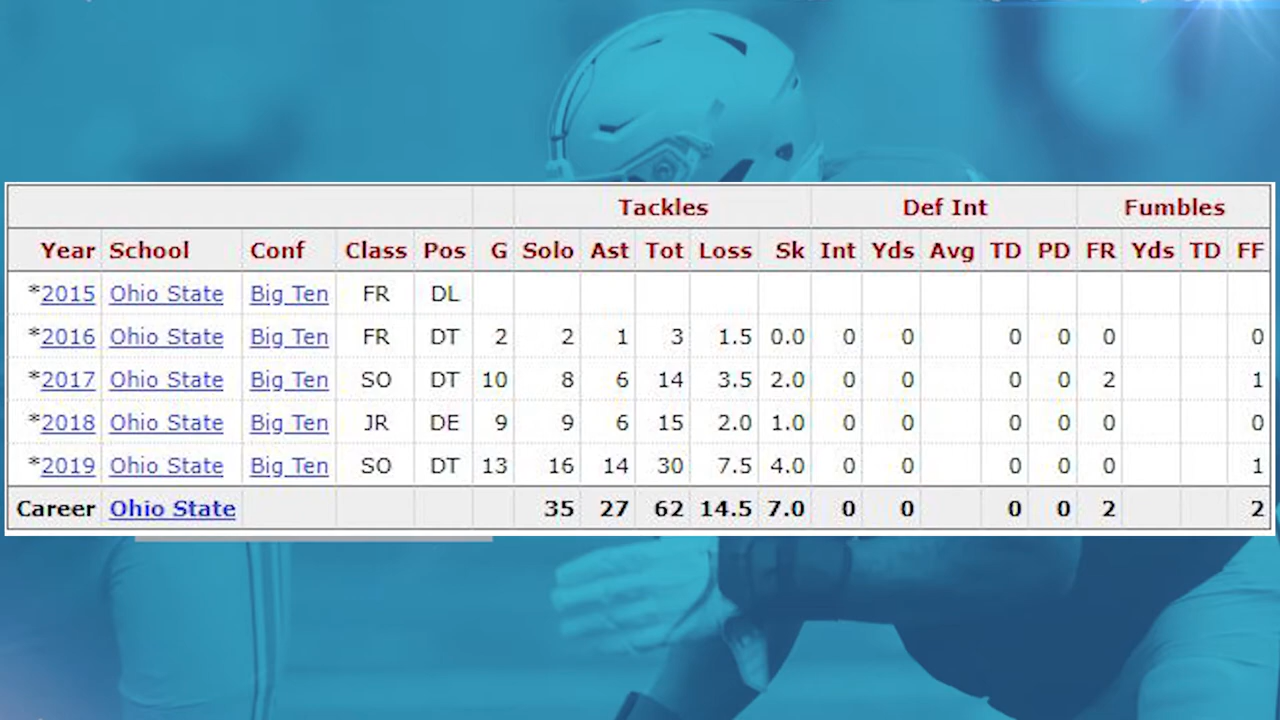 Tackles Def Int Fumbles
Year School Conf Class Pos G Solo Ast Tot Loss Sk Int Yds Avg TD PD FR Yds TD FF
*2015 Ohio State Big Ten FR DL
*2016 Ohio State Big Ten FR DT 2 2 1 3 1.5 0.0 0 0 0 0 0 0
*2017 Ohio State Big Ten SO DT 10 8 6 14 3.5 2.0 0 0 0 0 2 1
*2018 Ohio State Big Ten JR DE 9 9 6 15 2.0 1.0 0 0 0 0 0 0
*2019 Ohio State Big Ten SO DT 13 16 14 30 7.5 4.0 0 0 0 0 0 1
Career Ohio State 35 27 62 14.5 7.0 0 0 0 0 2 2